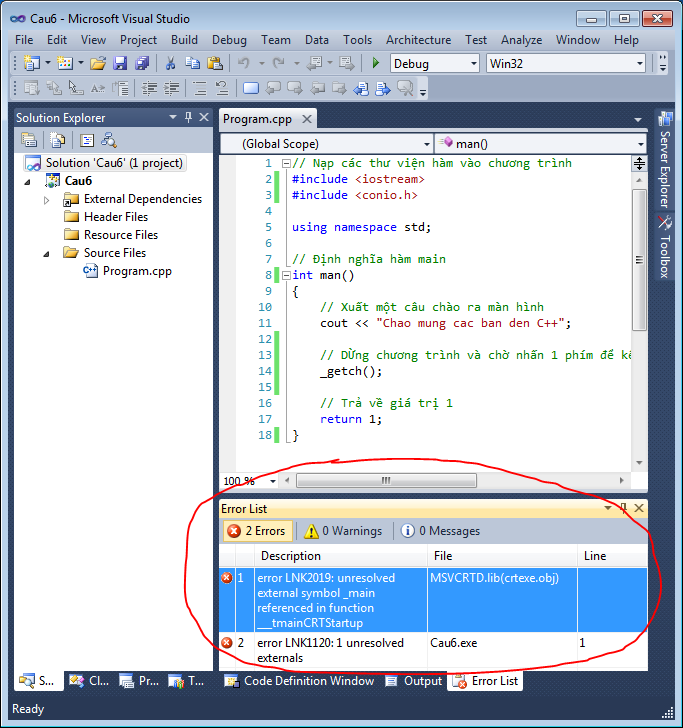 Cau6 - Microsoft Visual Studio
File Edit View Project Build Debug Team Data Tools
Architecture Test Analyze Window Help
Debug Win32
Solution Explorer
Solution 'Cau6' (1 project)
Cau6
External Dependencies
Header Files
Resource Files
Source Files
Program.cpp
Program.cpp
(Global Scope) man()
1 // Nạp các thư viện hàm vào chương trình
2 #include <iostream>
3 #include <conio.h>
4
5 using namespace std;
6
7 // Định nghĩa hàm main
8 int man()
9 {
10 // Xuất một câu chào ra màn hình
11 cout << "Chao mung cac ban den C++";
12
13 // Dừng chương trình và chờ nhấn 1 phím để
14 _getch();
15
16 // Trả về giá trị 1
17 return 1;
18 }
100 %
Server Explorer
Toolbox
Error List
2 Errors 0 Warnings 0 Messages
Description File Line
1 error LNK2019: unresolved MSVCRTD.lib(crtexe.obj)
external symbol _main
referenced in function
___tmainCRTStartup
2 error LNK1120: 1 unresolved Cau6.exe 1
externals
S... Cl... Pr... T... Code Definition Window Output Error List
Ready